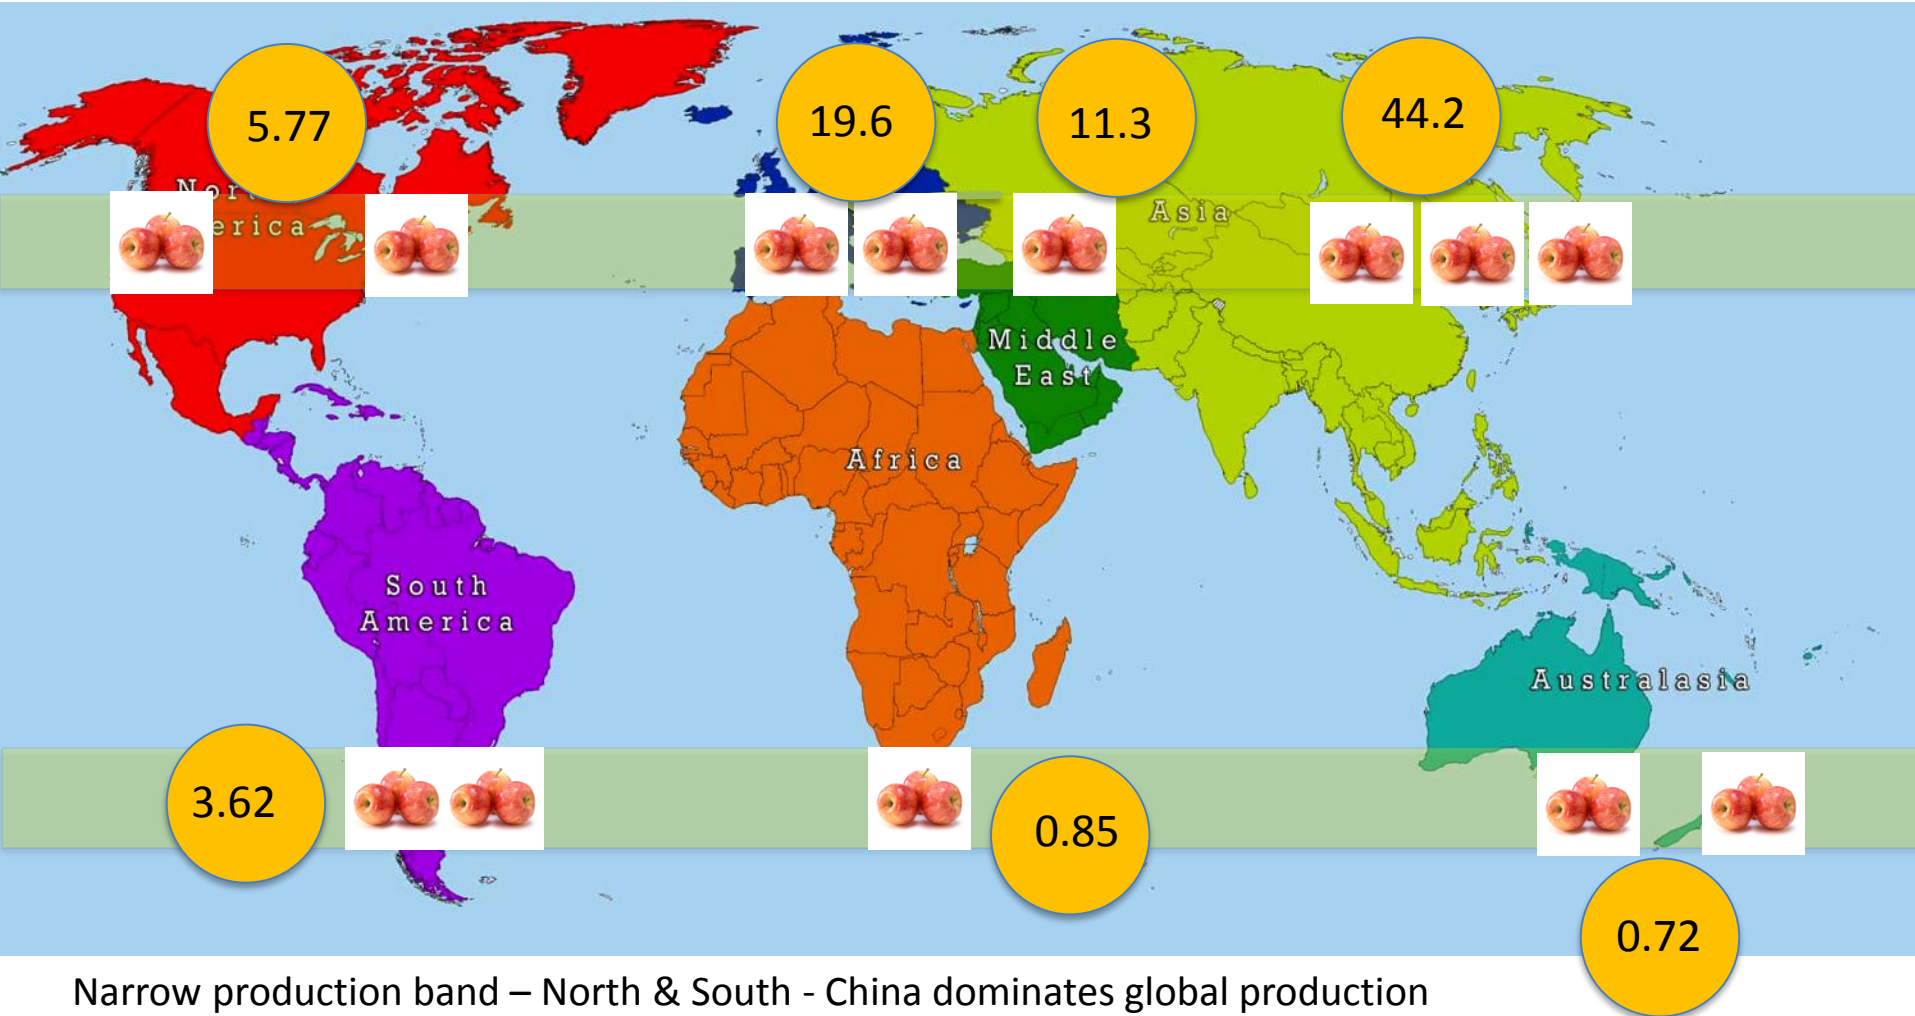 5.77
19.6
11.3
44.2
Nor
erica
Asia
Middle
East
Africa
South
America
Australasia
3.62
0.85
0.72
Narrow production band – North & South - China dominates global production